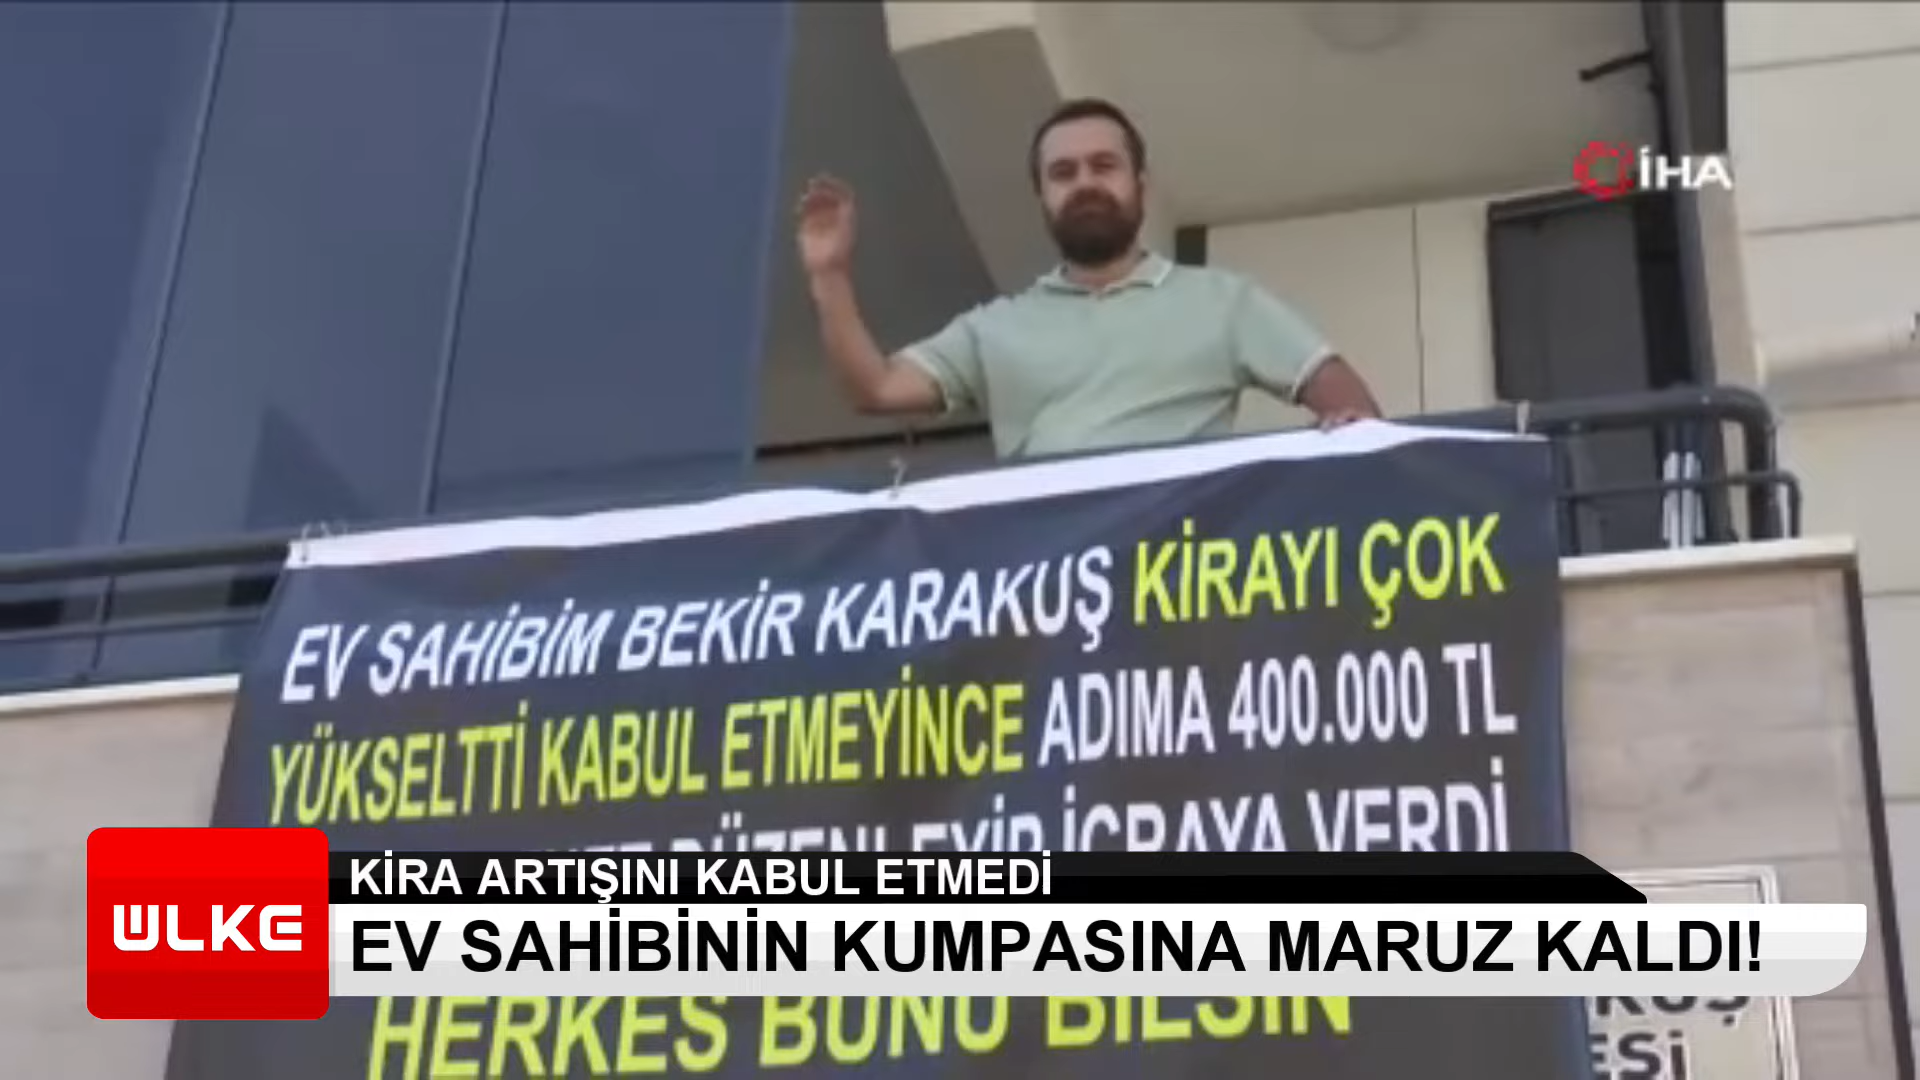 İHA
EV SAHİBİM BEKİR KARAKUŞ KİRAYI ÇOK
YÜKSELTTİ KABUL ETMEYİNCE ADIMA 400.000 TL
DÜZENLEYİP İCRAYA VERDİ
KİRA ARTIŞINI KABUL ETMEDİ
ÜLKE
EV SAHİBİNİN KUMPASINA MARUZ KALDI!
HERKES BUNU BİLSİN